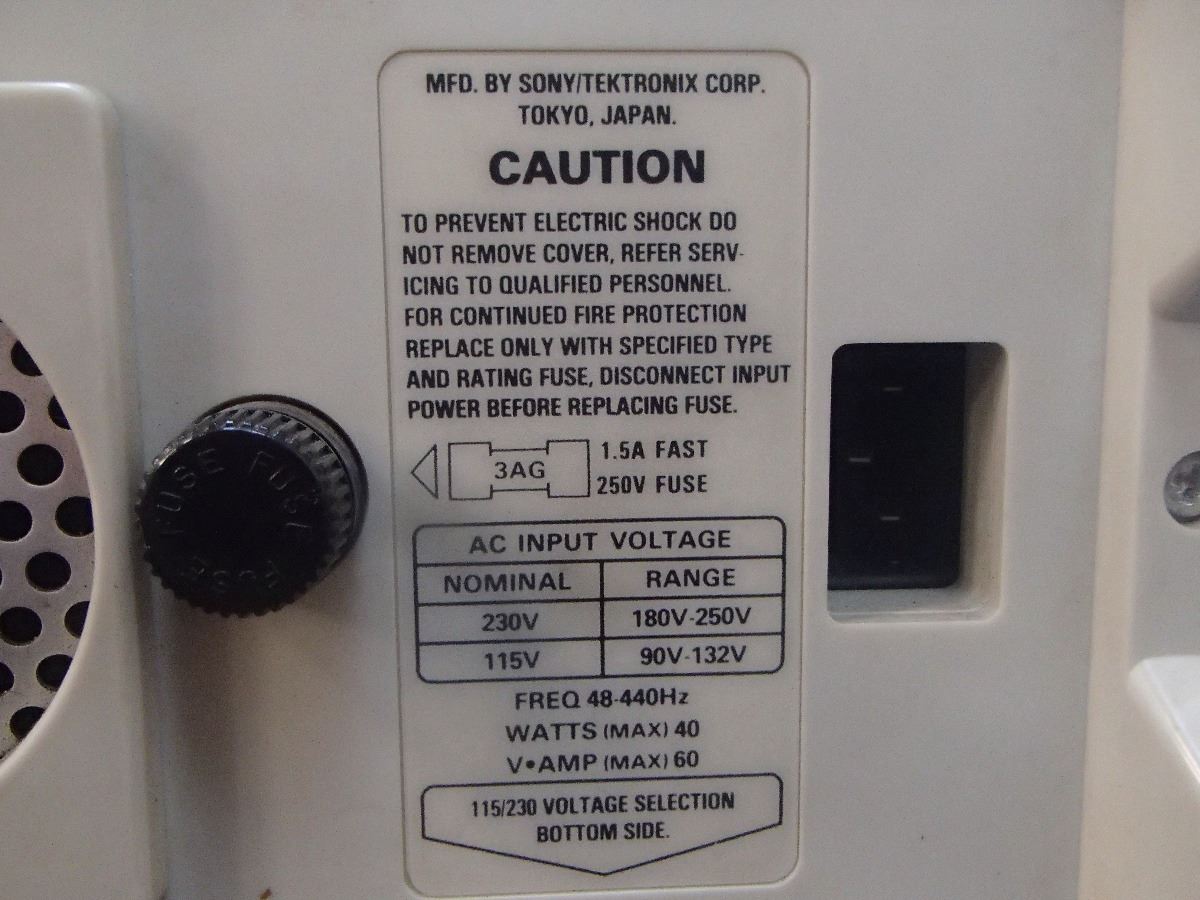 MFD. BY SONY/TEKTRONIX CORP.
TOKYO, JAPAN.
CAUTION
TO PREVENT ELECTRIC SHOCK DO
NOT REMOVE COVER, REFER SERV-
ICING TO QUALIFIED PERSONNEL.
FOR CONTINUED FIRE PROTECTION
REPLACE ONLY WITH SPECIFIED TYPE
AND RATING FUSE, DISCONNECT INPUT
POWER BEFORE REPLACING FUSE.
3AG 1.5A FAST
250V FUSE
FUSE FUSE FUSE
AC INPUT VOLTAGE
NOMINAL RANGE
230V 180V-250V
115V 90V-132V
FREQ 48-440Hz
WATTS (MAX) 40
V•AMP (MAX) 60
115/230 VOLTAGE SELECTION
BOTTOM SIDE.